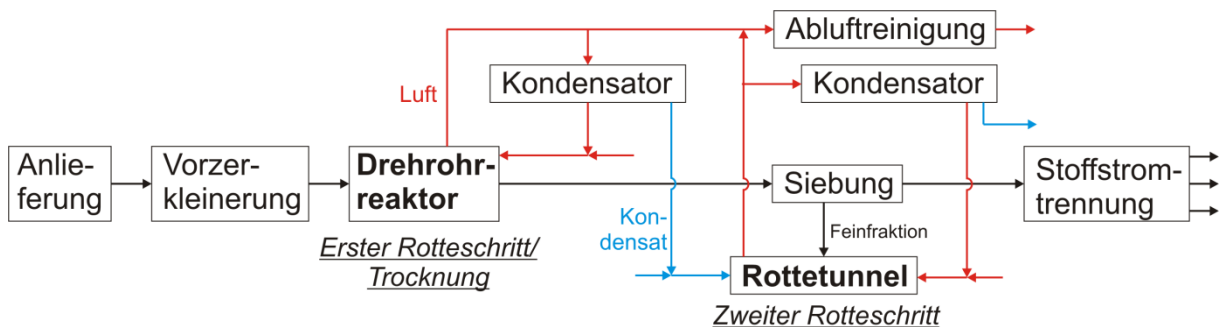 Abluftreinigung
Kondensator
Kondensator
Luft
Anlie-
ferung
Vorzer-
kleinerung
Drehrohr-
reaktor
Siebung
Stoffstrom-
trennung
Erster Rotteschritt/
Trocknung
Kon-
densat
Feinfraktion
Rottetunnel
Zweiter Rotteschritt